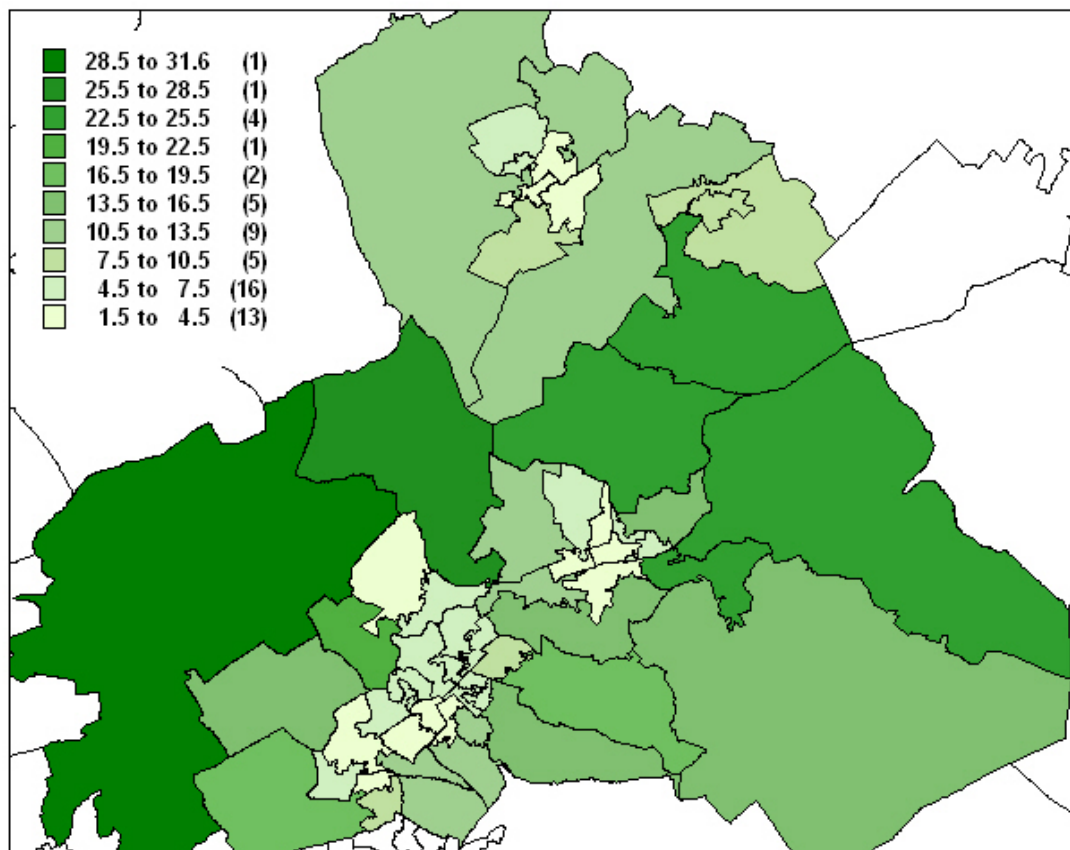 28.5 to 31.6 (1)
25.5 to 28.5 (1)
22.5 to 25.5 (4)
19.5 to 22.5 (1)
16.5 to 19.5 (2)
13.5 to 16.5 (5)
10.5 to 13.5 (9)
7.5 to 10.5 (5)
4.5 to 7.5 (16)
1.5 to 4.5 (13)